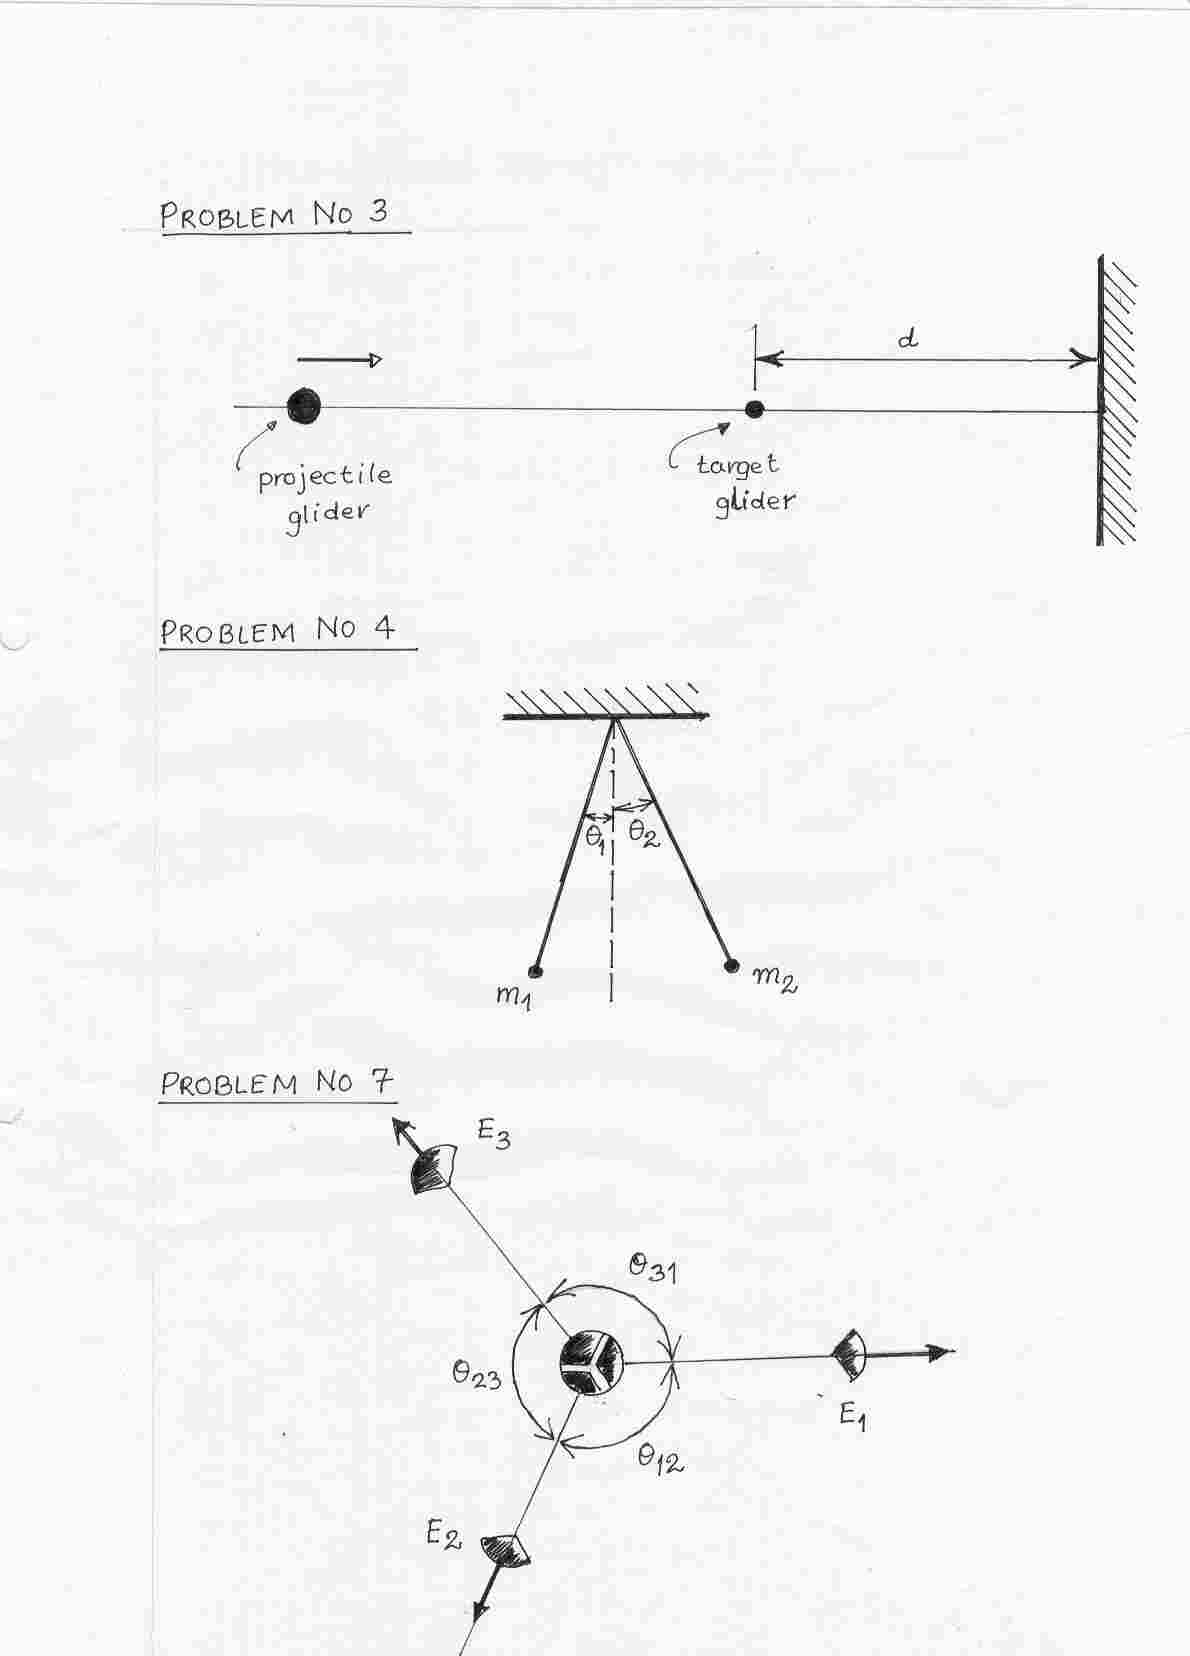 PROBLEM NO 3
d
projectile
glider
target
glider
PROBLEM NO 4
θ1 θ2
m1
m2
PROBLEM NO 7
E3
θ31
θ23
E1
θ12
E2